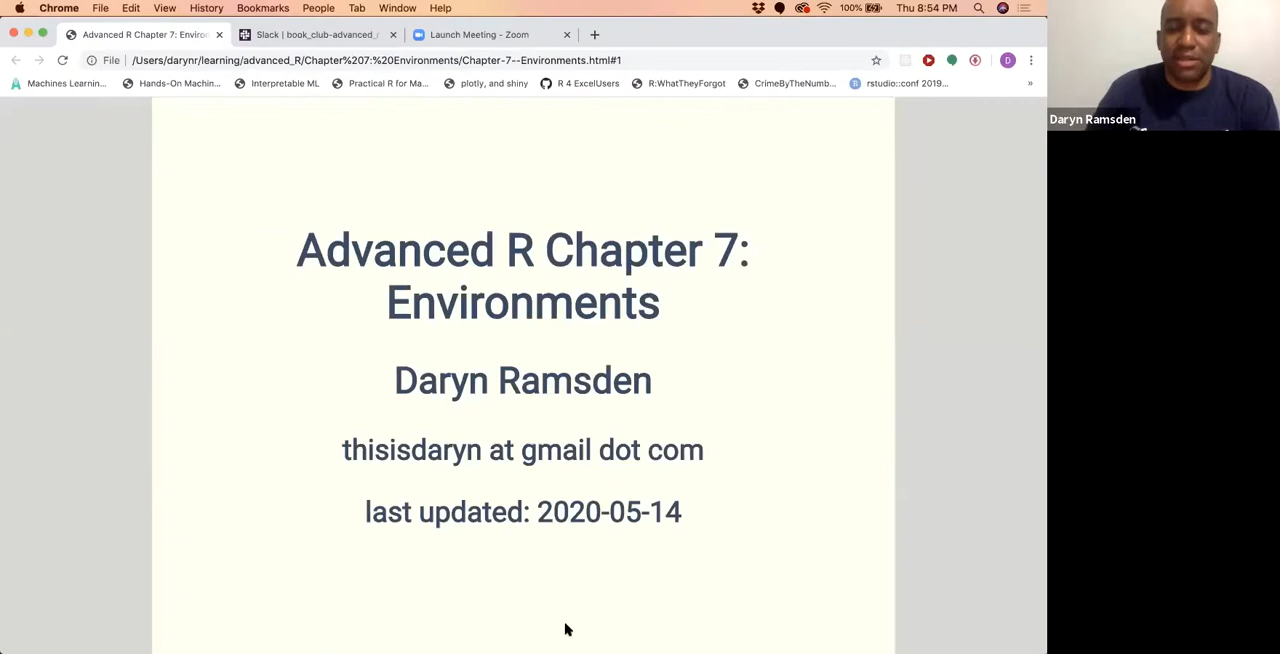 Chrome File Edit View History Bookmarks People Tab Window Help 100% Thu 8:54 PM
Advanced R Chapter 7: Environ
Slack | book_club-advanced_r
Launch Meeting - Zoom
File /Users/darynr/learning/advanced_R/Chapter%207:%20Environments/Chapter-7--Environments.html#1 D
Machines Learnin... Hands-On Machin... Interpretable ML Practical R for Ma... plotly, and shiny R 4 ExcelUsers R:WhatTheyForgot CrimeByTheNumb... rstudio::conf 2019... »
Daryn Ramsden
Advanced R Chapter 7:
Environments
Daryn Ramsden
thisisdaryn at gmail dot com
last updated: 2020-05-14